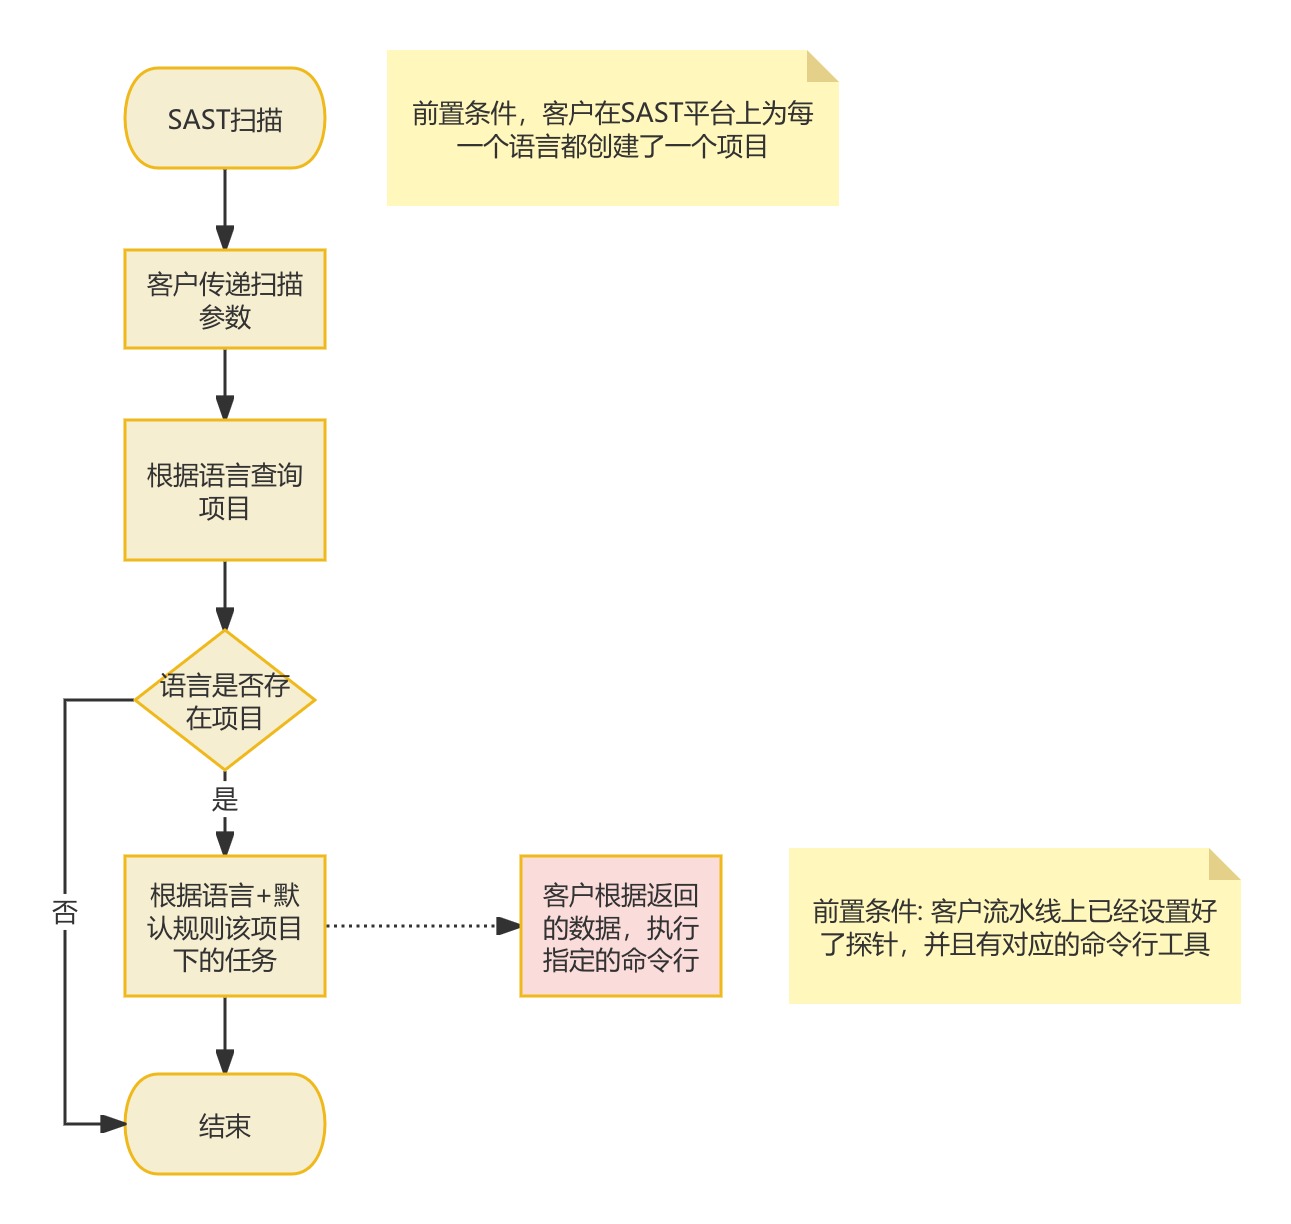 SAST扫描
前置条件，客户在SAST平台上为每
一个语言都创建了一个项目
客户传递扫描
参数
根据语言查询
项目
语言是否存
在项目
是
否
根据语言+默
认规则该项目
下的任务
客户根据返回
的数据，执行
指定的命令行
前置条件: 客户流水线上已经设置好
了探针，并且有对应的命令行工具
结束